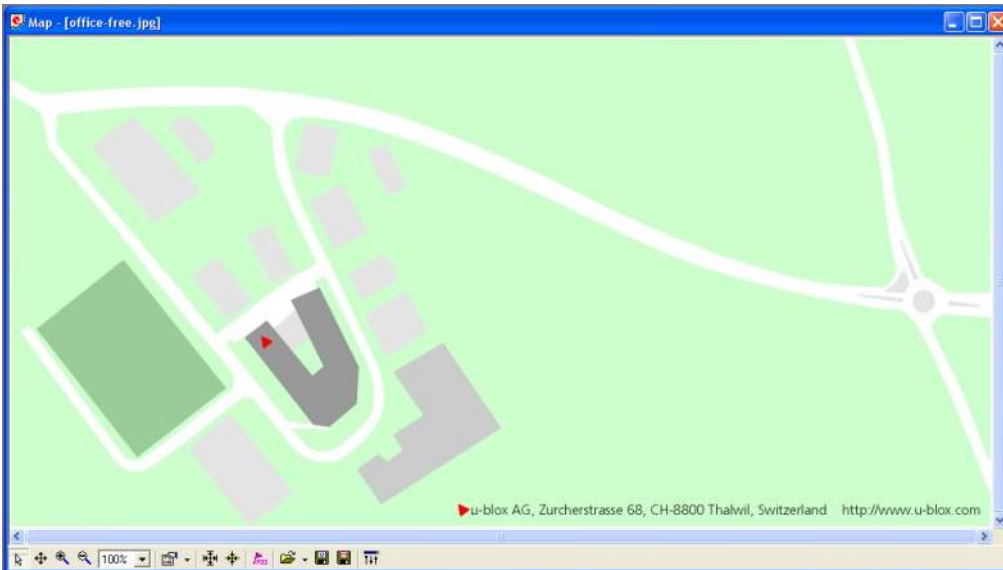 Map - [office-free.jpg]
u-blox AG, Zurcherstrasse 68, CH-8800 Thalwil, Switzerland http://www.u-blox.com
100%